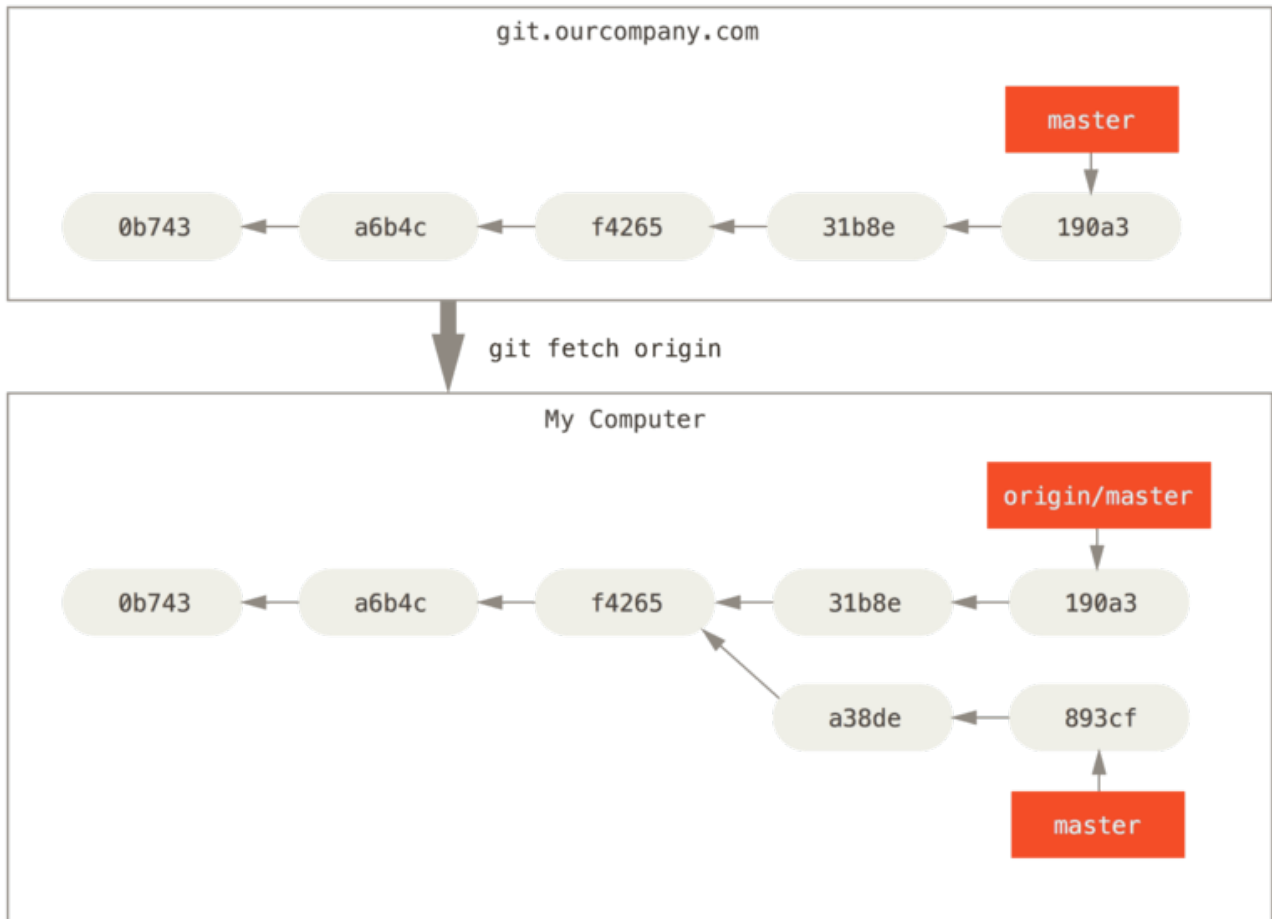 git.ourcompany.com
master
0b743
a6b4c
f4265
31b8e
190a3
git fetch origin
My Computer
origin/master
0b743
a6b4c
f4265
31b8e
190a3
a38de
893cf
master